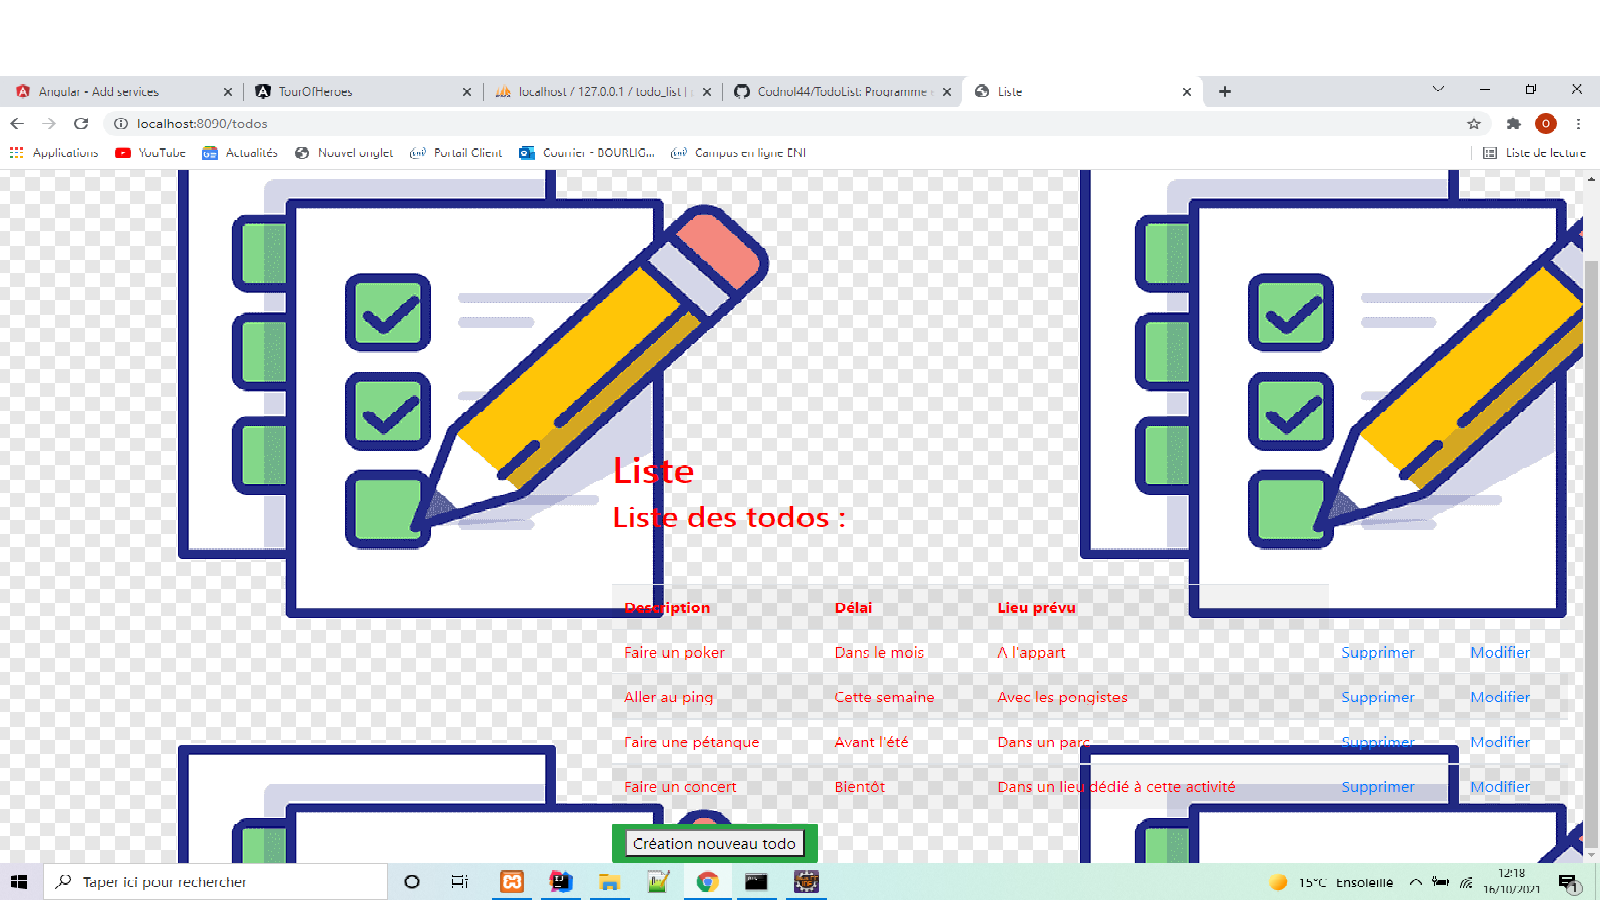 Angular - Add services
TourOfHeroes
localhost / 127.0.0.1 / todo_list |
Codnol44/TodoList: Programme
Liste
localhost:8090/todos
Applications
YouTube
Actualités
Nouvel onglet
Portail Client
Courrier - BOURLIG...
Campus en ligne ENI
Liste de lecture
Liste
Liste des todos :
Description Délai Lieu prévu
Faire un poker Dans le mois A l'appart Supprimer Modifier
Aller au ping Cette semaine Avec les pongistes Supprimer Modifier
Faire une pétanque Avant l'été Dans un parc Supprimer Modifier
Faire un concert Bientôt Dans un lieu dédié à cette activité Supprimer Modifier
Création nouveau todo
Taper ici pour rechercher
15°C Ensoleillé
12:18
16/10/2021
1